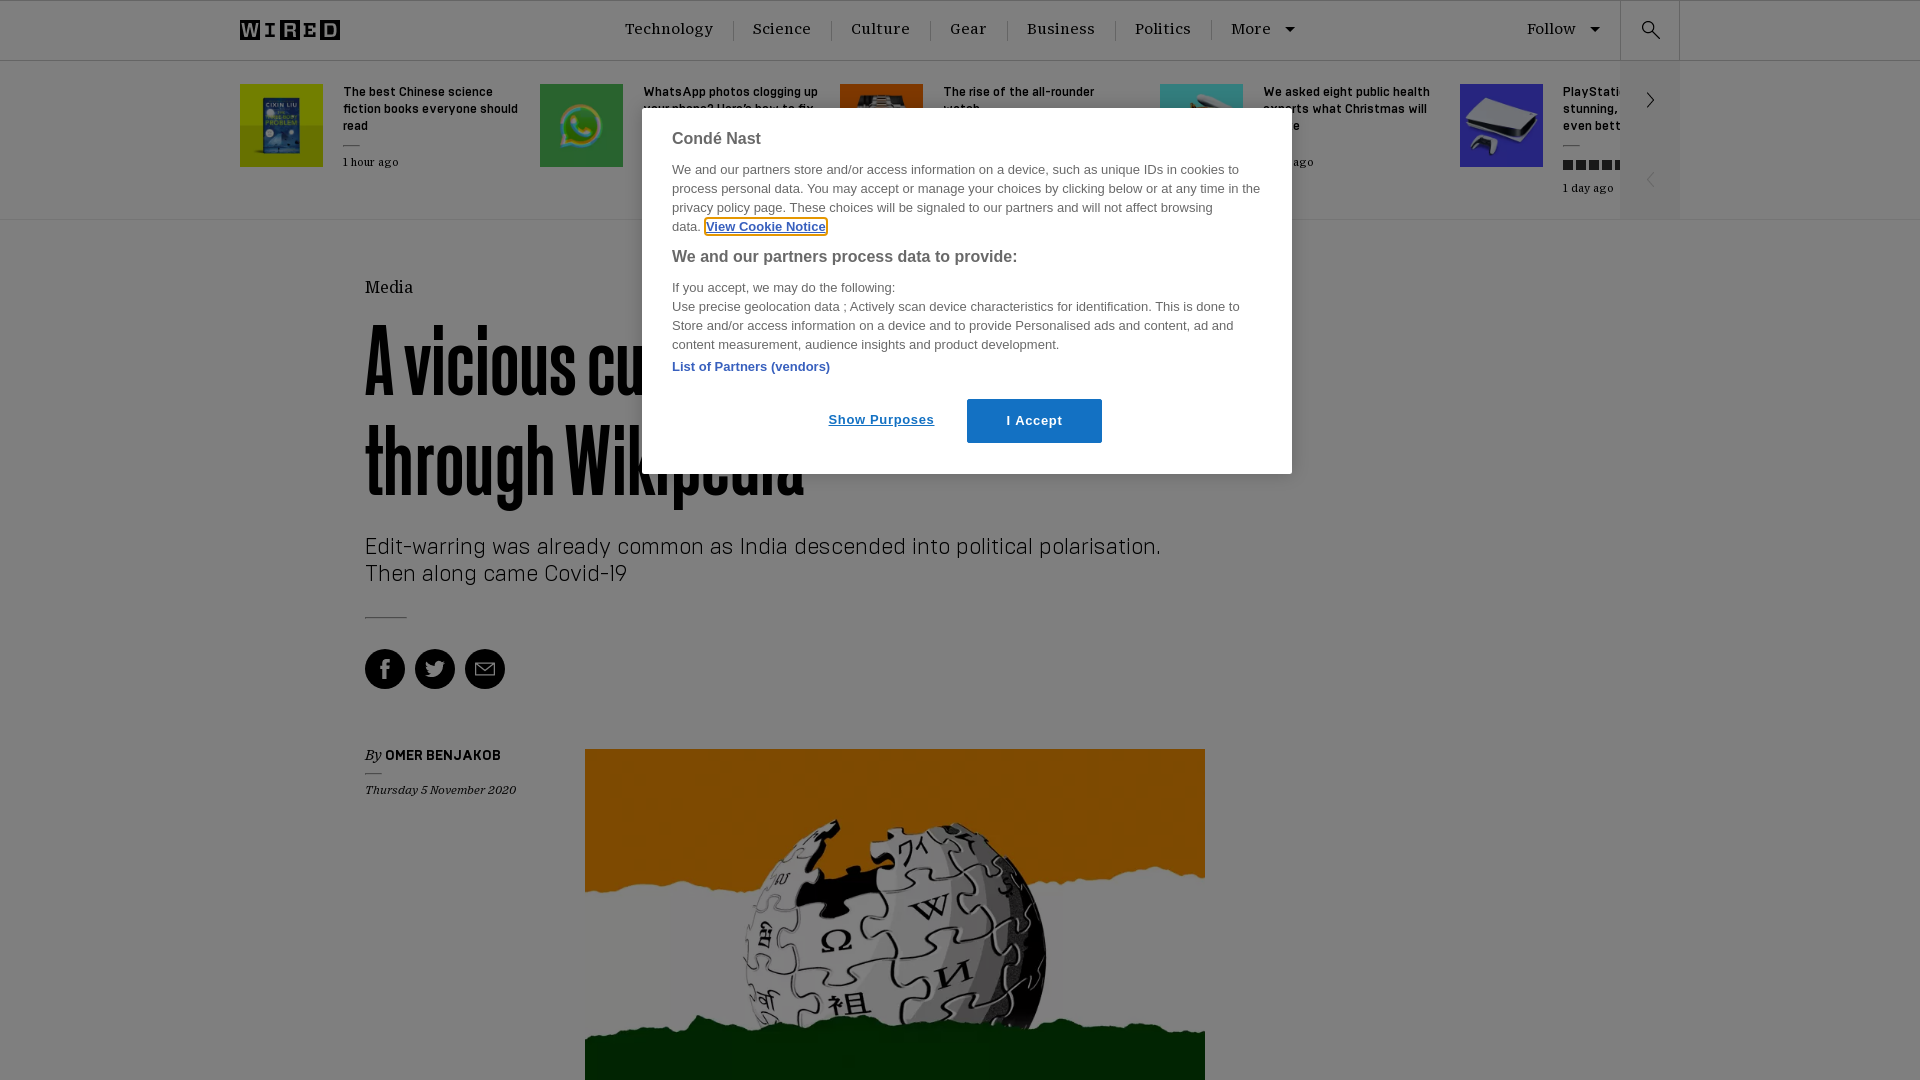 WIRED
Technology
Science
Culture
Gear
Business
Politics
More
Follow
The best Chinese science
fiction books everyone should
read
1 hour ago
WhatsApp photos clogging up
The rise of the all-rounder
We asked eight public health
experts what Christmas will
ago
stunning,
1 day ago
Condé Nast
We and our partners store and/or access information on a device, such as unique IDs in cookies to
process personal data. You may accept or manage your choices by clicking below or at any time in the
privacy policy page. These choices will be signaled to our partners and will not affect browsing
data. View Cookie Notice
We and our partners process data to provide:
If you accept, we may do the following:
Use precise geolocation data ; Actively scan device characteristics for identification. This is done to
Store and/or access information on a device and to provide Personalised ads and content, ad and
content measurement, audience insights and product development.
List of Partners (vendors)
Show Purposes
I Accept
Media
A vicious
through Wikipedia
Edit-warring was already common as India descended into political polarisation.
Then along came Covid-19
By OMER BENJAKOB
Thursday 5 November 2020
W
Ω
И
祖